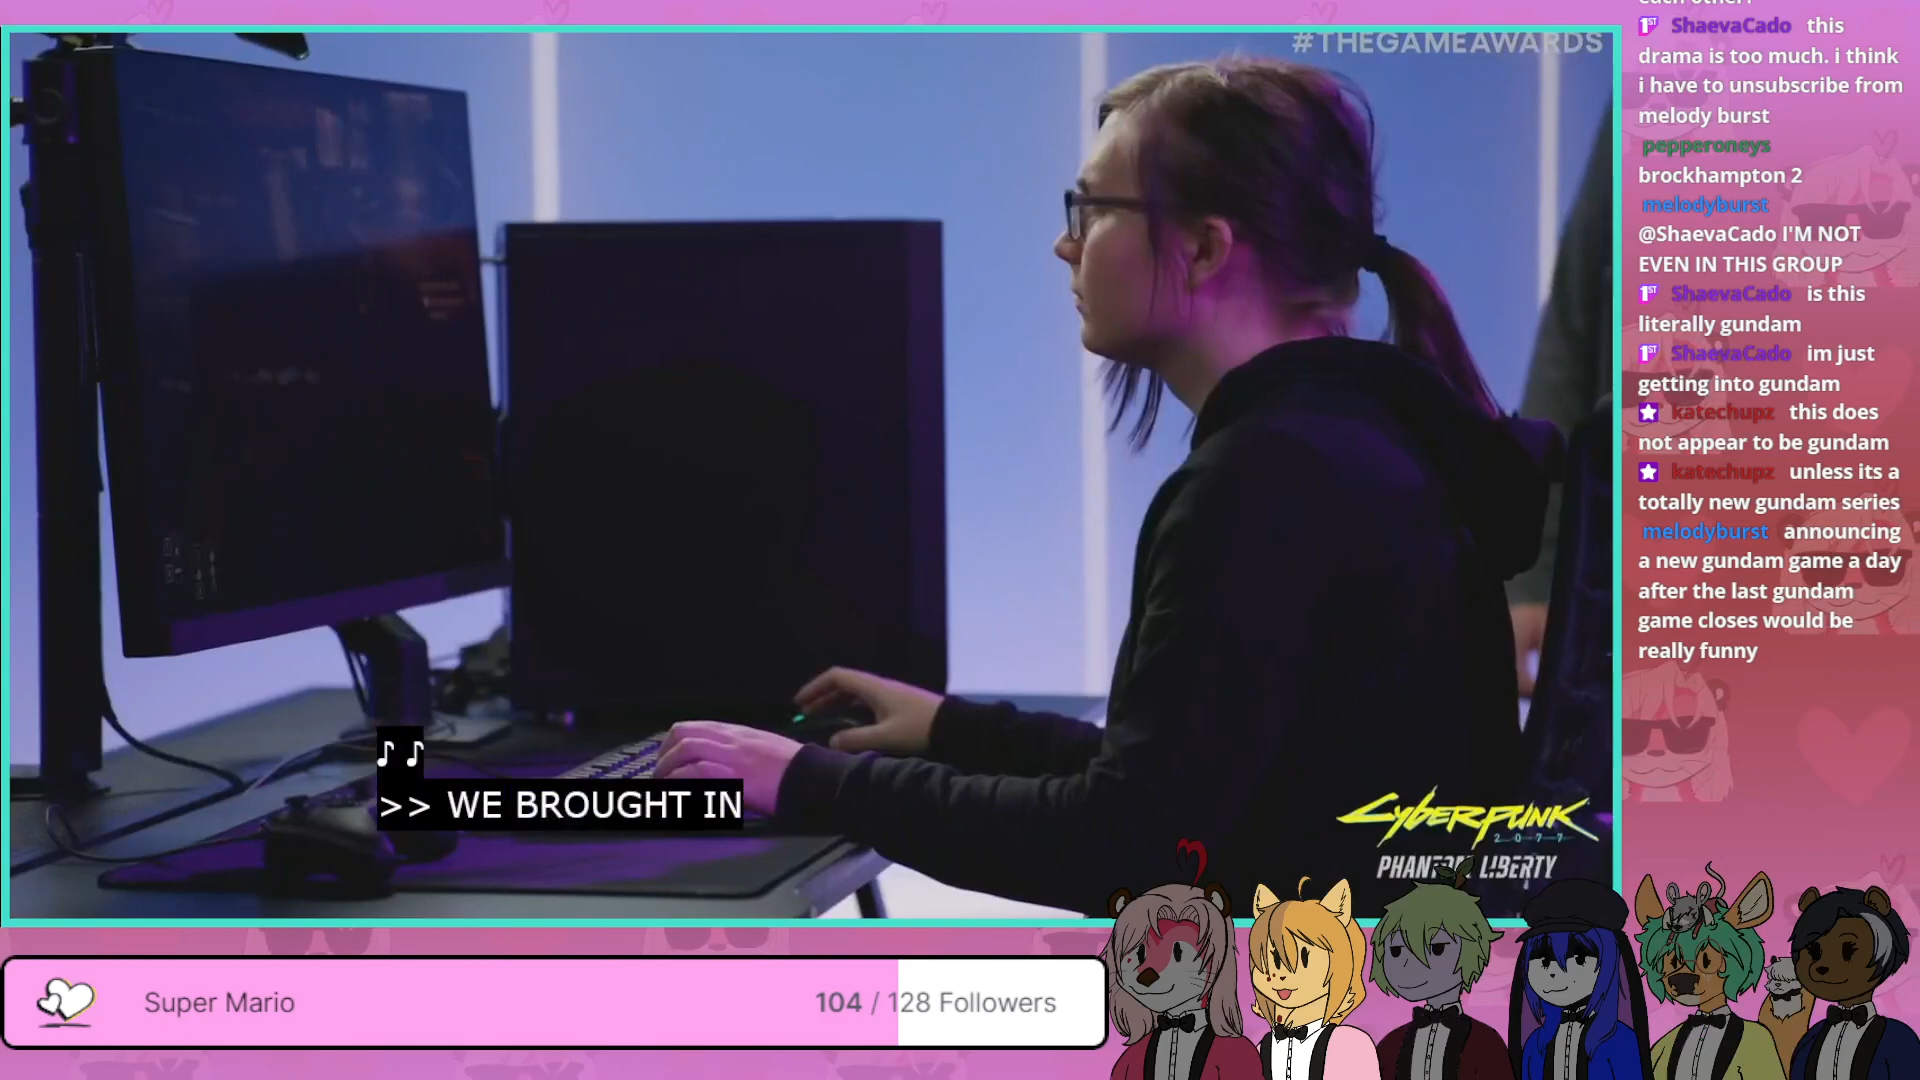 #THEGAMEAWARDS
♪ ♪
>> WE BROUGHT IN
CYBERPUNK
2077
PHANTOM LIBERTY
Super Mario
104 / 128 Followers
1ST ShaevaCado this
drama is too much. i think
i have to unsubscribe from
melody burst
pepperoneys
brockhampton 2
melodyburst
@ShaevaCado I'M NOT
EVEN IN THIS GROUP
1ST ShaevaCado is this
literally gundam
1ST ShaevaCado im just
getting into gundam
katechupz this does
not appear to be gundam
katechupz unless its a
totally new gundam series
melodyburst announcing
a new gundam game a day
after the last gundam
game closes would be
really funny